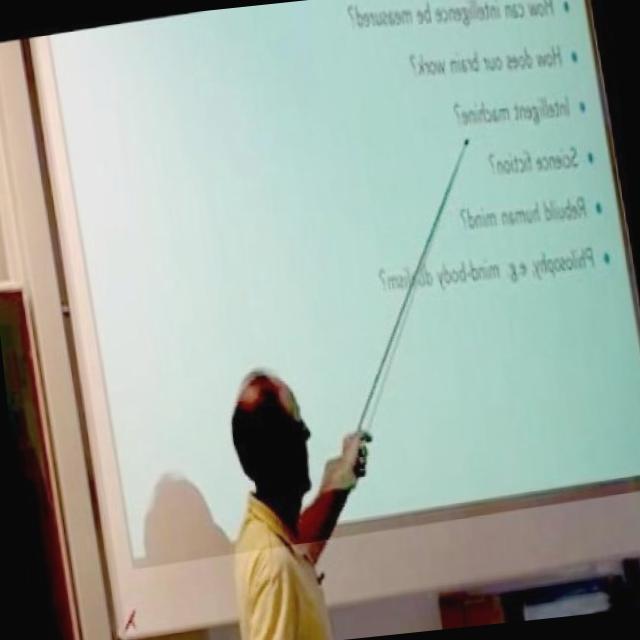 How can intelligence be measured?
How does our brain work?
Intelligent machine?
Science fiction?
Rebuild human mind?
Philosophy, e.g. mind-body dualism?